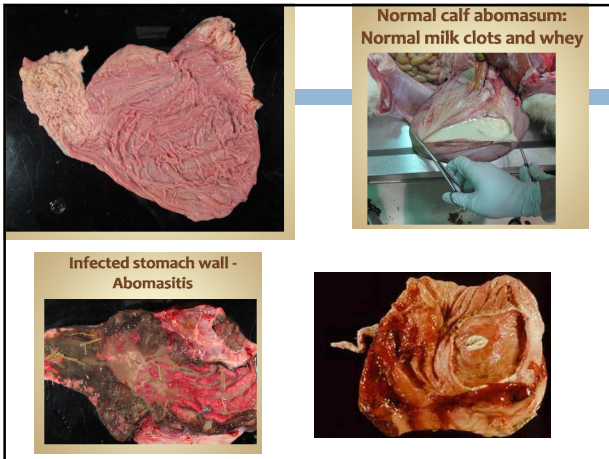 Normal calf abomasum:
Normal milk clots and whey
Infected stomach wall -
Abomasitis